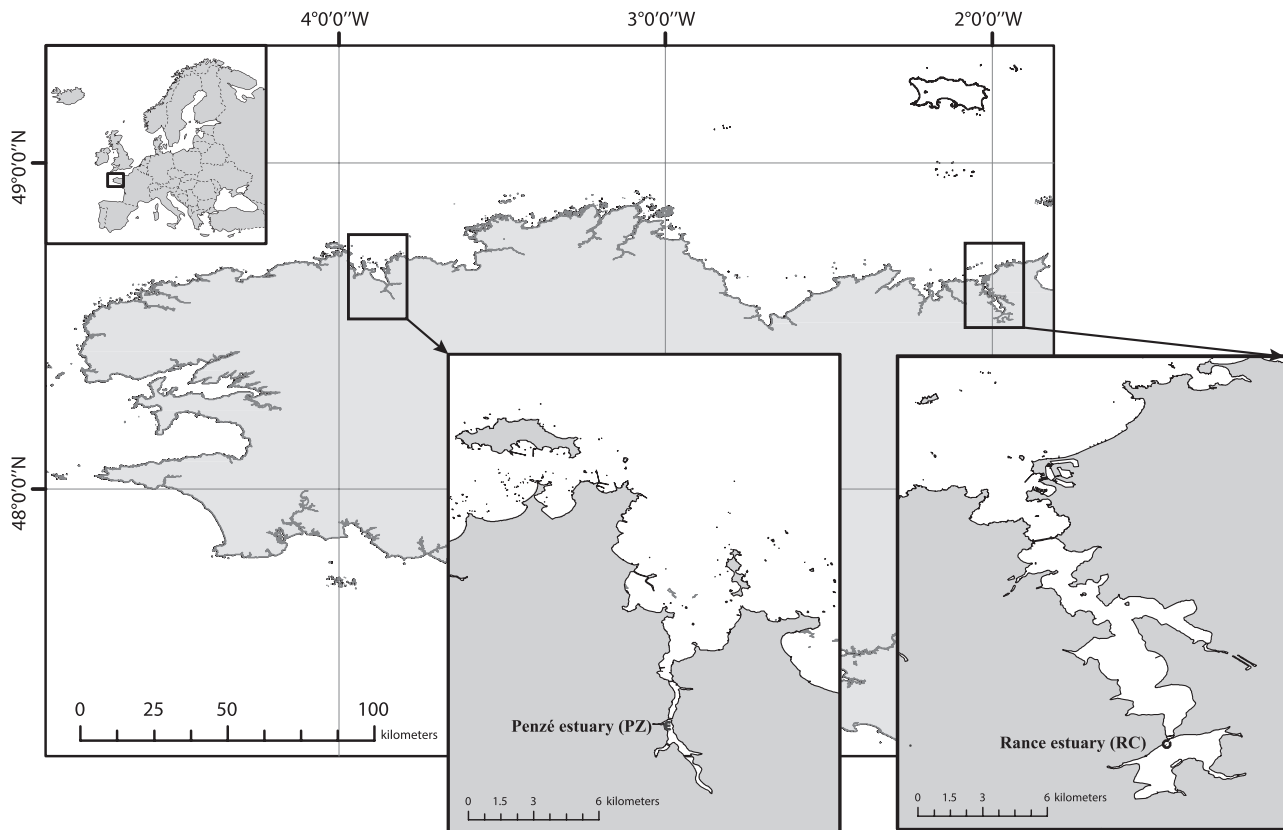 4°0'0"W
3°0'0"W
2°0'0"W
49°0'0"N
48°0'0"N
0 25 50 100
kilometers
Penzé estuary (PZ)
0 1.5 3 6 kilometers
Rance estuary (RC)
0 1.5 3 6 kilometers